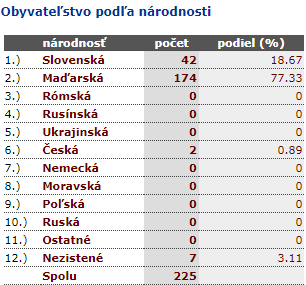 Obyvateľstvo podľa národnosti
národnosť počet podiel (%)
1.) Slovenská 42 18.67
2.) Maďarská 174 77.33
3.) Rómská 0 0
4.) Rusínska 0 0
5.) Ukrajinská 0 0
6.) Česká 2 0.89
7.) Nemecká 0 0
8.) Moravská 0 0
9.) Poľská 0 0
10.) Ruská 0 0
11.) Ostatné 0 0
12.) Nezistené 7 3.11
Spolu 225